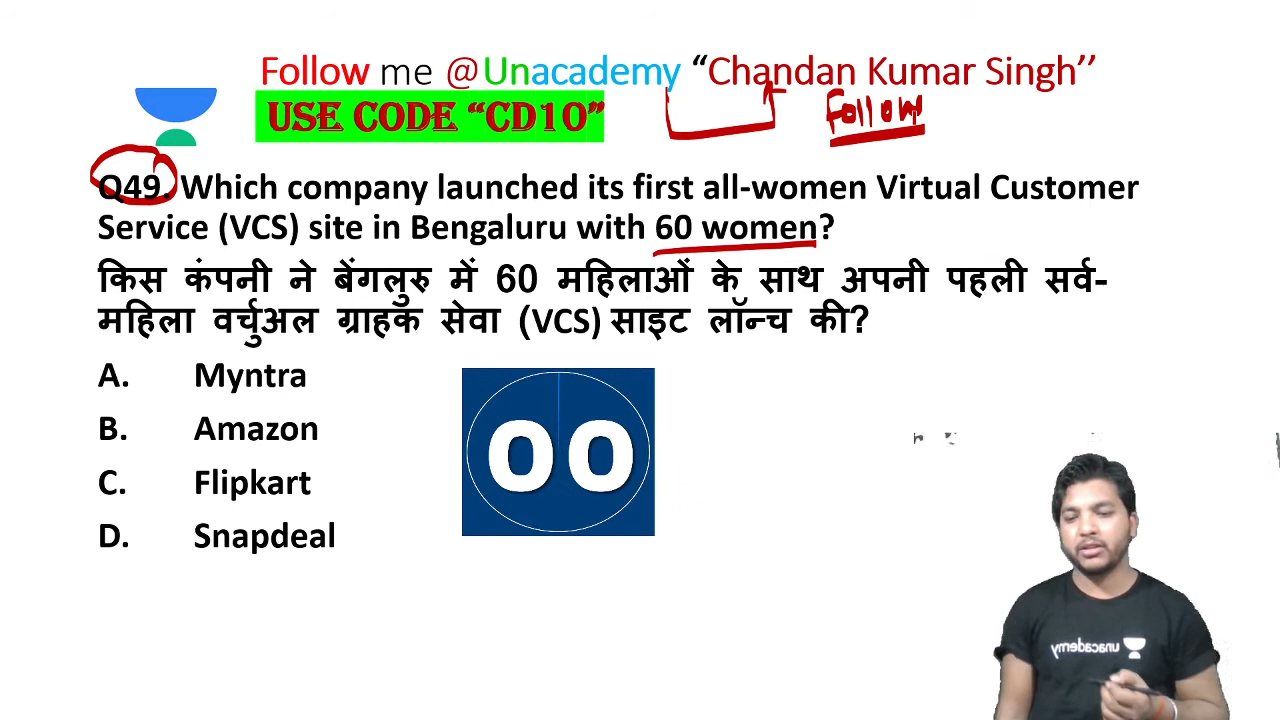 Follow me @Unacademy “Chandan Kumar Singh’’
USE CODE “CD10”
Follow
Q49. Which company launched its first all-women Virtual Customer
Service (VCS) site in Bengaluru with 60 women?
किस कंपनी ने बेंगलुरु में 60 महिलाओं के साथ अपनी पहली सर्व-
महिला वर्चुअल ग्राहक सेवा (VCS) साइट लॉन्च की?
A. Myntra
B. Amazon
C. Flipkart
D. Snapdeal
00
unacademy